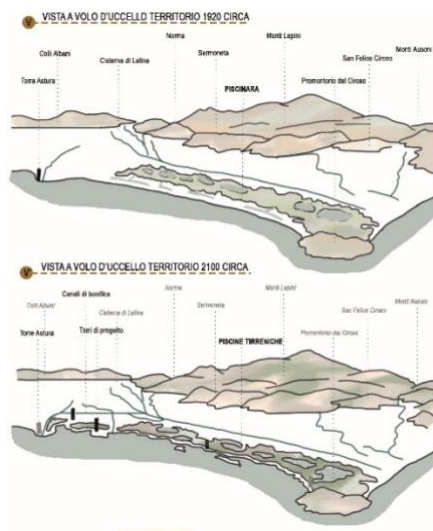 V VISTA A VOLO D'UCCELLO TERRITORIO 1920 CIRCA
Torre Astura
Colli Albani
Cisterna di Latina
Norma
Sermoneta
PISCINARA
Monti Lepini
Promontorio del Circeo
San Felice Circeo
Monti Ausoni
V VISTA A VOLO D'UCCELLO TERRITORIO 2100 CIRCA
Torre Astura
Colli Albani
Canali di bonifica
Torri di progetto
Cisterna di Latina
Norma
Sermoneta
PISCINE TIRRENICHE
Monti Lepini
Promontorio del Circeo
San Felice Circeo
Monti Ausoni